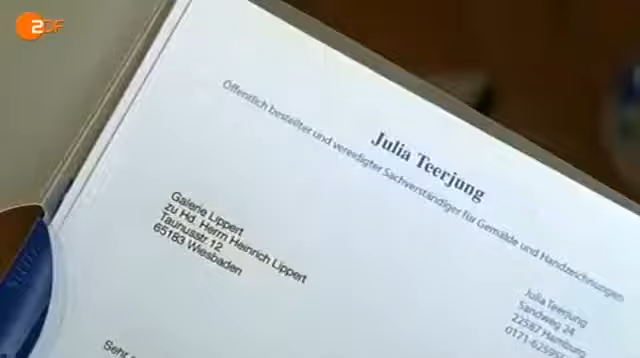 ZDF
Julia Teerjung
Öffentlich bestellter und vereidigter Sachverständiger für Gemälde und Handzeichnungen
Galerie Lippert
zu Hd. Herrn Heinrich Lippert
Taunusstr.12
65183 Wiesbaden
Julia Teerjung
Sandweg 24
22587 Hamburg
Sehr